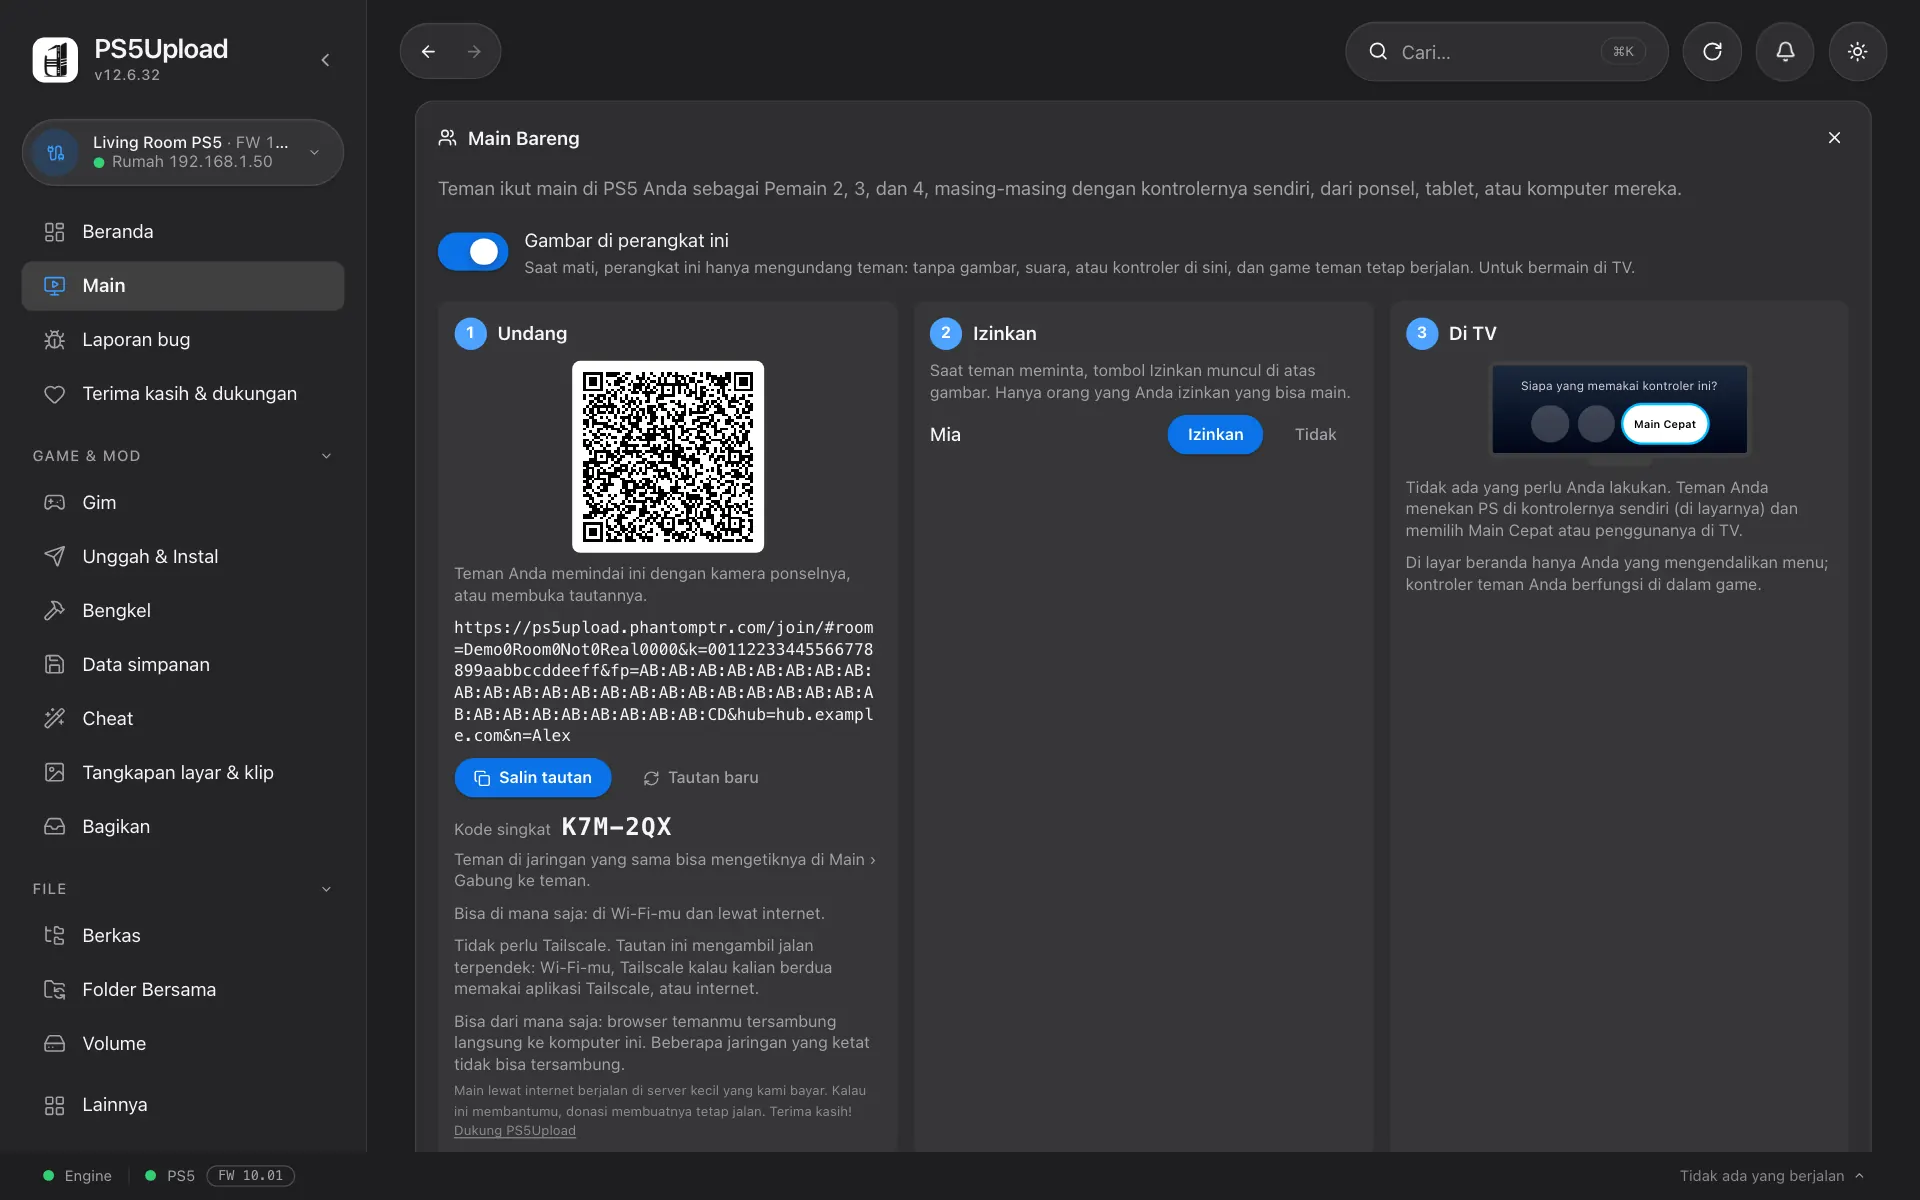 PS5Upload
v12.6.32
Living Room PS5 · FW 1...
Rumah 192.168.1.50
Beranda
Main
Laporan bug
Terima kasih & dukungan
GAME & MOD
Gim
Unggah & Instal
Bengkel
Data simpanan
Cheat
Tangkapan layar & klip
Bagikan
FILE
Berkas
Folder Bersama
Volume
Lainnya
Cari...
⌘K
Main Bareng
Teman ikut main di PS5 Anda sebagai Pemain 2, 3, dan 4, masing-masing dengan kontrolernya sendiri, dari ponsel, tablet, atau komputer mereka.
Gambar di perangkat ini
Saat mati, perangkat ini hanya mengundang teman: tanpa gambar, suara, atau kontroler di sini, dan game teman tetap berjalan. Untuk bermain di TV.
1 Undang
Teman Anda memindai ini dengan kamera ponselnya,
atau membuka tautannya.
https://ps5upload.phantomptr.com/join/#room
=Demo0Room0Not0Real0000&k=00112233445566778
899aabbccddeeff&fp=AB:AB:AB:AB:AB:AB:AB:AB:
AB:AB:AB:AB:AB:AB:AB:AB:AB:AB:AB:AB:AB:AB:A
B:AB:AB:AB:AB:AB:AB:AB:AB:CD&hub=hub.exampl
e.com&n=Alex
Salin tautan
Tautan baru
Kode singkat K7M-2QX
Teman di jaringan yang sama bisa mengetiknya di Main ›
Gabung ke teman.
Bisa di mana saja: di Wi-Fi-mu dan lewat internet.
Tidak perlu Tailscale. Tautan ini mengambil jalan
terpendek: Wi-Fi-mu, Tailscale kalau kalian berdua
memakai aplikasi Tailscale, atau internet.
Bisa dari mana saja: browser temanmu tersambung
langsung ke komputer ini. Beberapa jaringan yang ketat
tidak bisa tersambung.
Main lewat internet berjalan di server kecil yang kami bayar. Kalau
ini membantumu, donasi membuatnya tetap jalan. Terima kasih!
Dukung PS5Upload
2 Izinkan
Saat teman meminta, tombol Izinkan muncul di atas
gambar. Hanya orang yang Anda izinkan yang bisa main.
Mia
Izinkan
Tidak
3 Di TV
Siapa yang memakai kontroler ini?
Main Cepat
Tidak ada yang perlu Anda lakukan. Teman Anda
menekan PS di kontrolernya sendiri (di layarnya) dan
memilih Main Cepat atau penggunanya di TV.
Di layar beranda hanya Anda yang mengendalikan menu;
kontroler teman Anda berfungsi di dalam game.
Engine
PS5
FW 10.01
Tidak ada yang berjalan